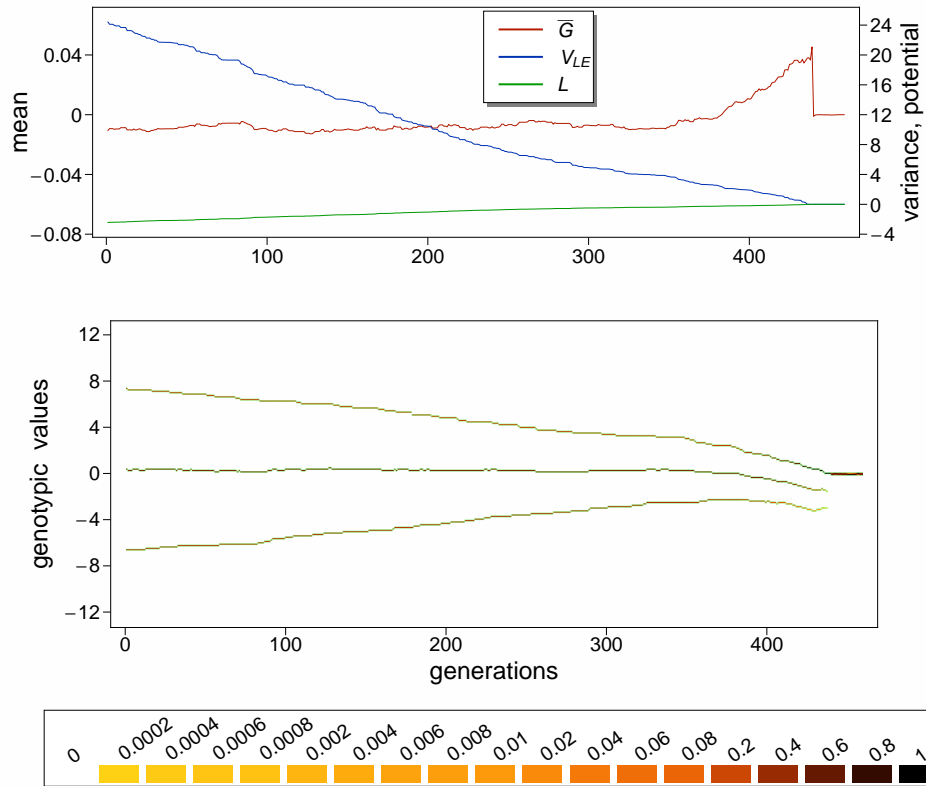 G̅
V_LE
L
mean
0.04
0
−0.04
−0.08
24
20
16
12
8
4
0
−4
variance, potential
0 100 200 300 400
genotypic values
12
8
4
0
−4
−8
−12
0 100 200 300 400
generations
0 0.0002 0.0004 0.0006 0.0008 0.002 0.004 0.006 0.008 0.01 0.02 0.04 0.06 0.08 0.2 0.4 0.6 0.8 1